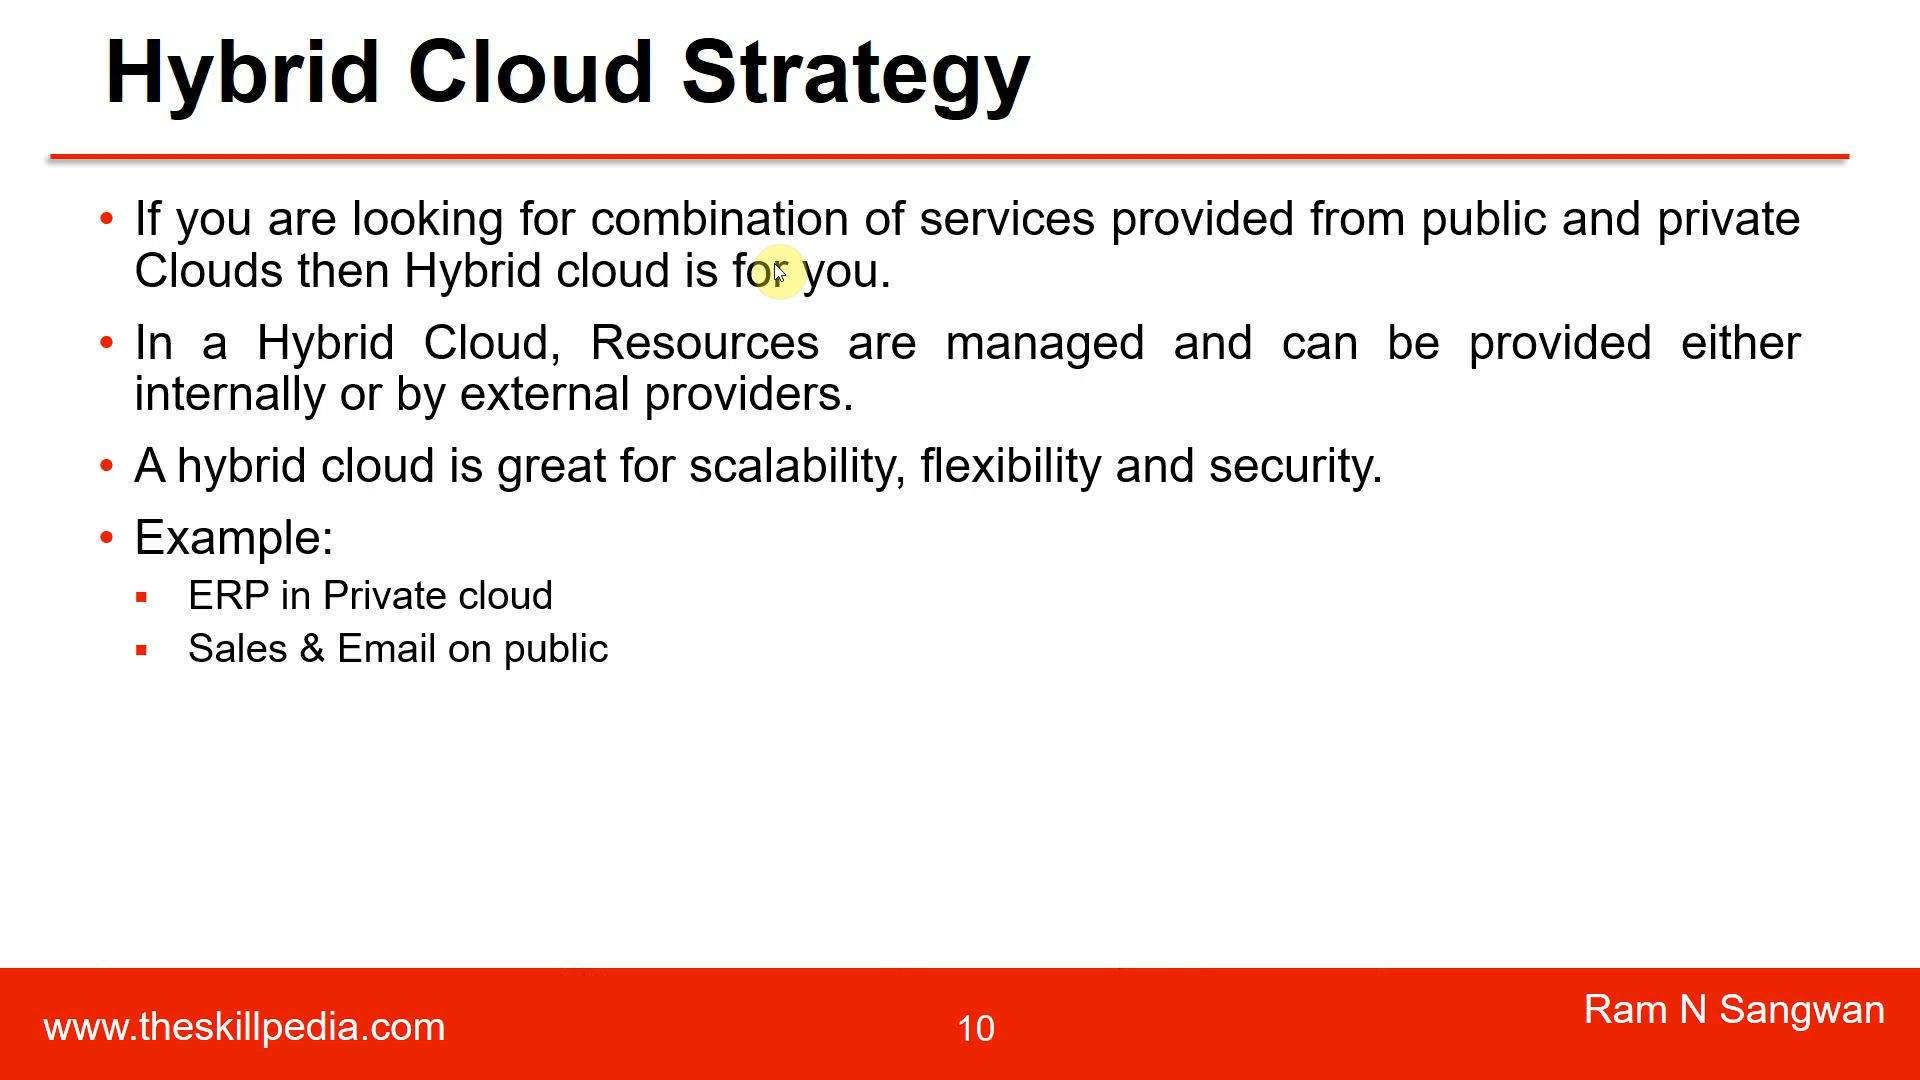 Hybrid Cloud Strategy
• If you are looking for combination of services provided from public and private
Clouds then Hybrid cloud is for you.
• In a Hybrid Cloud, Resources are managed and can be provided either
internally or by external providers.
• A hybrid cloud is great for scalability, flexibility and security.
• Example:
▪ ERP in Private cloud
▪ Sales & Email on public
www.theskillpedia.com
10
Ram N Sangwan